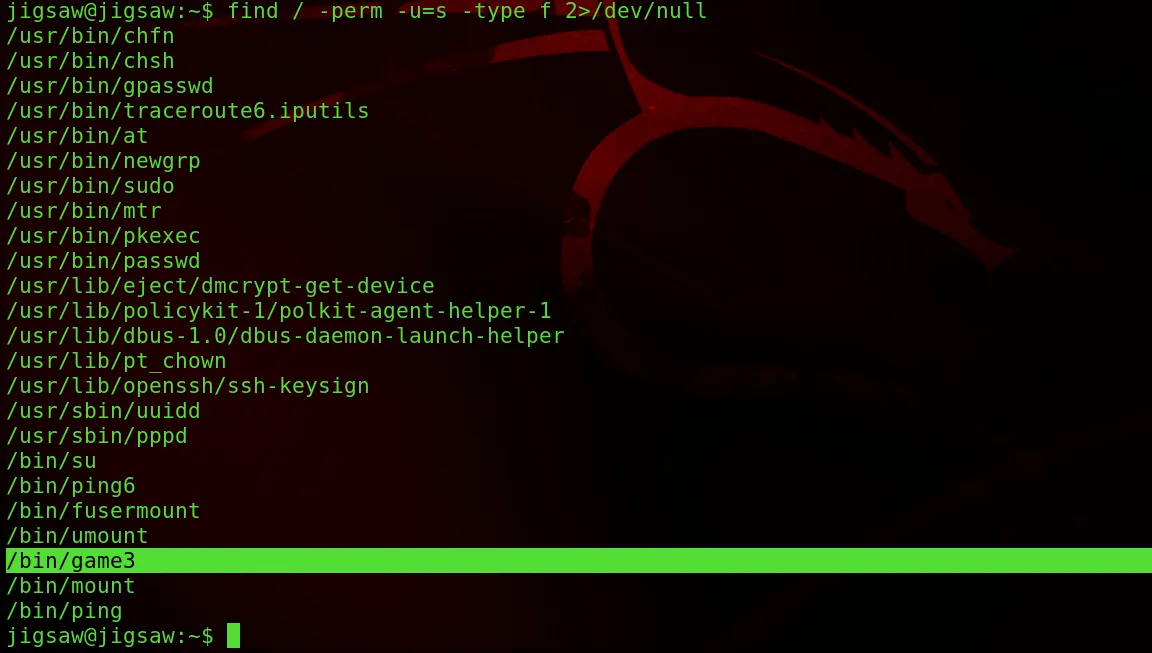 jigsaw@jigsaw:~$ find / -perm -u=s -type f 2>/dev/null
/usr/bin/chfn
/usr/bin/chsh
/usr/bin/gpasswd
/usr/bin/traceroute6.iputils
/usr/bin/at
/usr/bin/newgrp
/usr/bin/sudo
/usr/bin/mtr
/usr/bin/pkexec
/usr/bin/passwd
/usr/lib/eject/dmcrypt-get-device
/usr/lib/policykit-1/polkit-agent-helper-1
/usr/lib/dbus-1.0/dbus-daemon-launch-helper
/usr/lib/pt_chown
/usr/lib/openssh/ssh-keysign
/usr/sbin/uuidd
/usr/sbin/pppd
/bin/su
/bin/ping6
/bin/fusermount
/bin/umount
/bin/game3
/bin/mount
/bin/ping
jigsaw@jigsaw:~$